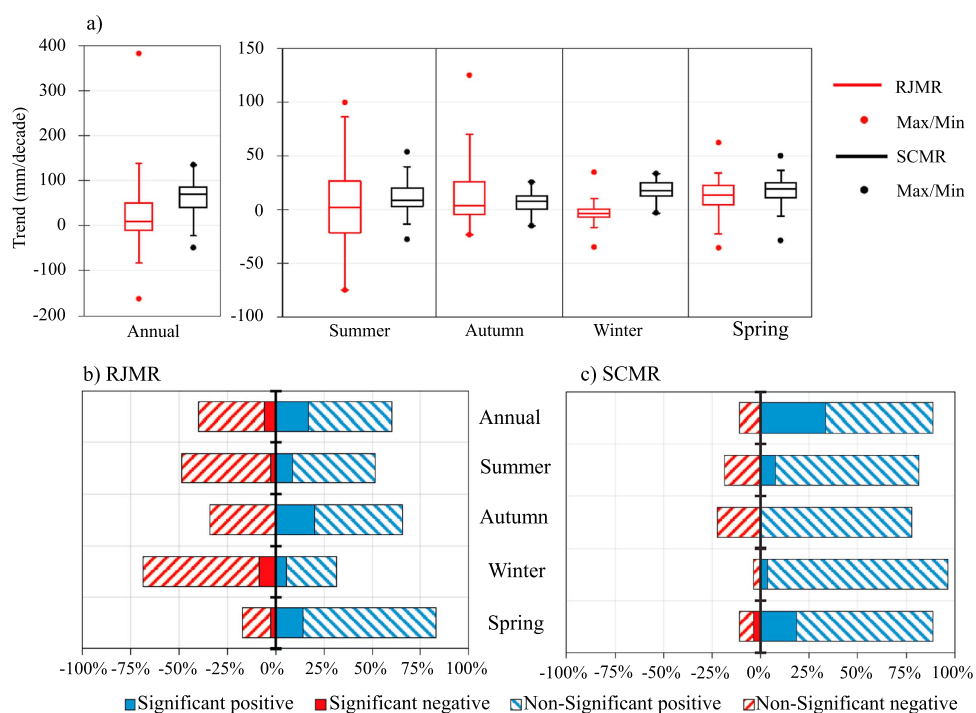 a)
Trend (mm/decade)
400
300
200
100
0
-100
-200
Annual
150
100
50
0
-50
-100
Summer Autumn Winter Spring
RJMR
Max/Min
SCMR
Max/Min
b) RJMR
c) SCMR
Annual
Summer
Autumn
Winter
Spring
-100% -75% -50% -25% 0% 25% 50% 75% 100%
-100% -75% -50% -25% 0% 25% 50% 75% 100%
Significant positive Significant negative Non-Significant positive Non-Significant negative